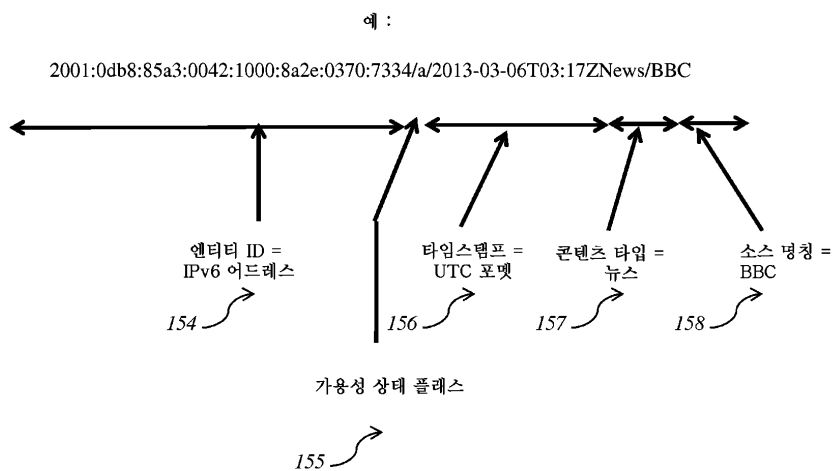 예 :
2001:0db8:85a3:0042:1000:8a2e:0370:7334/a/2013-03-06T03:17ZNews/BBC
엔티티 ID =
IPv6 어드레스
타임스탬프 =
UTC 포멧
콘텐츠 타입 =
뉴스
소스 명칭 =
BBC
154
156
157
158
가용성 상태 플래스
155